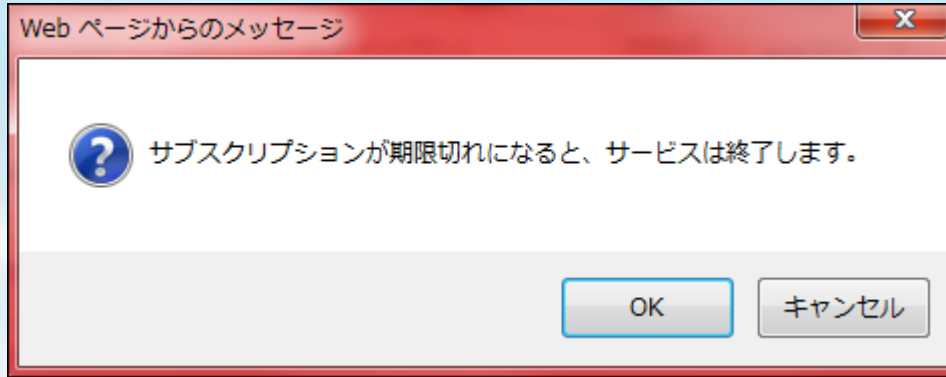 Web ページからのメッセージ
サブスクリプションが期限切れになると、サービスは終了します。
OK
キャンセル